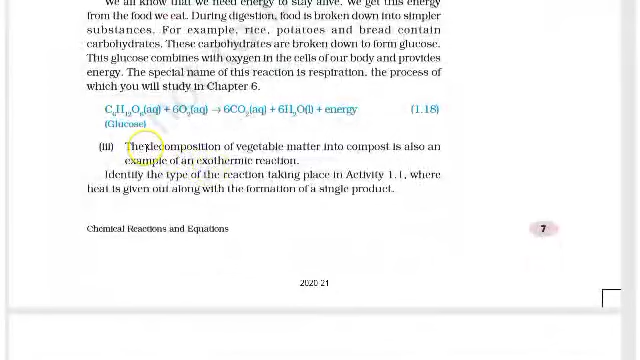 We all know that we need energy to stay alive. We get this energy
from the food we eat. During digestion, food is broken down into simpler
substances. For example, rice, potatoes and bread contain
carbohydrates. These carbohydrates are broken down to form glucose.
This glucose combines with oxygen in the cells of our body and provides
energy. The special name of this reaction is respiration, the process of
which you will study in Chapter 6.
C₆H₁₂O₆(aq) + 6O₂(aq) → 6CO₂(aq) + 6H₂O(l) + energy (1.18)
(Glucose)
(iii) The decomposition of vegetable matter into compost is also an
example of an exothermic reaction.
Identify the type of the reaction taking place in Activity 1.1, where
heat is given out along with the formation of a single product.
Chemical Reactions and Equations 7
2020-21